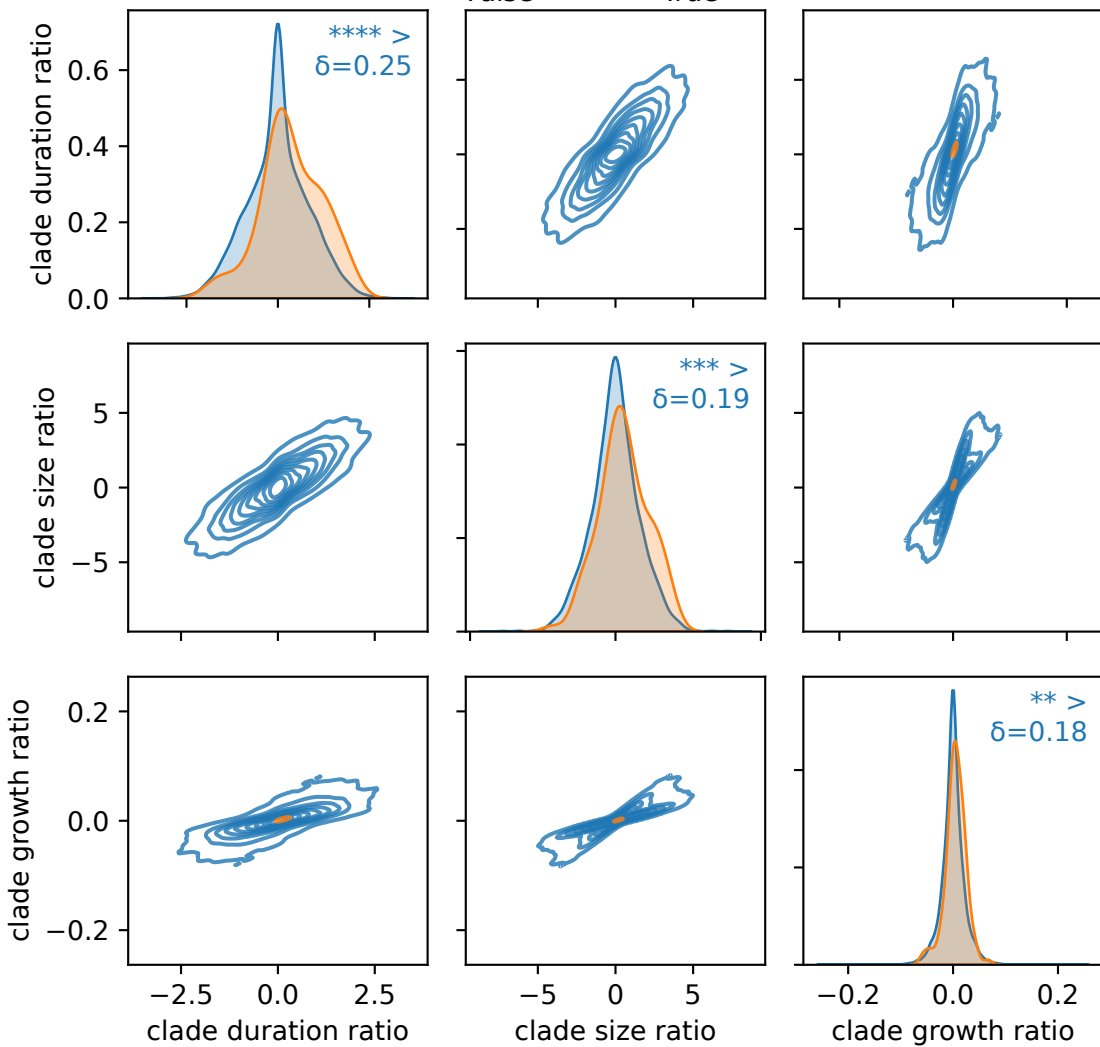 clade duration ratio
0.6
0.4
0.2
0.0
**** >
δ=0.25
clade size ratio
5
0
−5
*** >
δ=0.19
clade growth ratio
0.2
0.0
−0.2
** >
δ=0.18
−2.5 0.0 2.5
−5 0 5
−0.2 0.0 0.2
clade duration ratio
clade size ratio
clade growth ratio